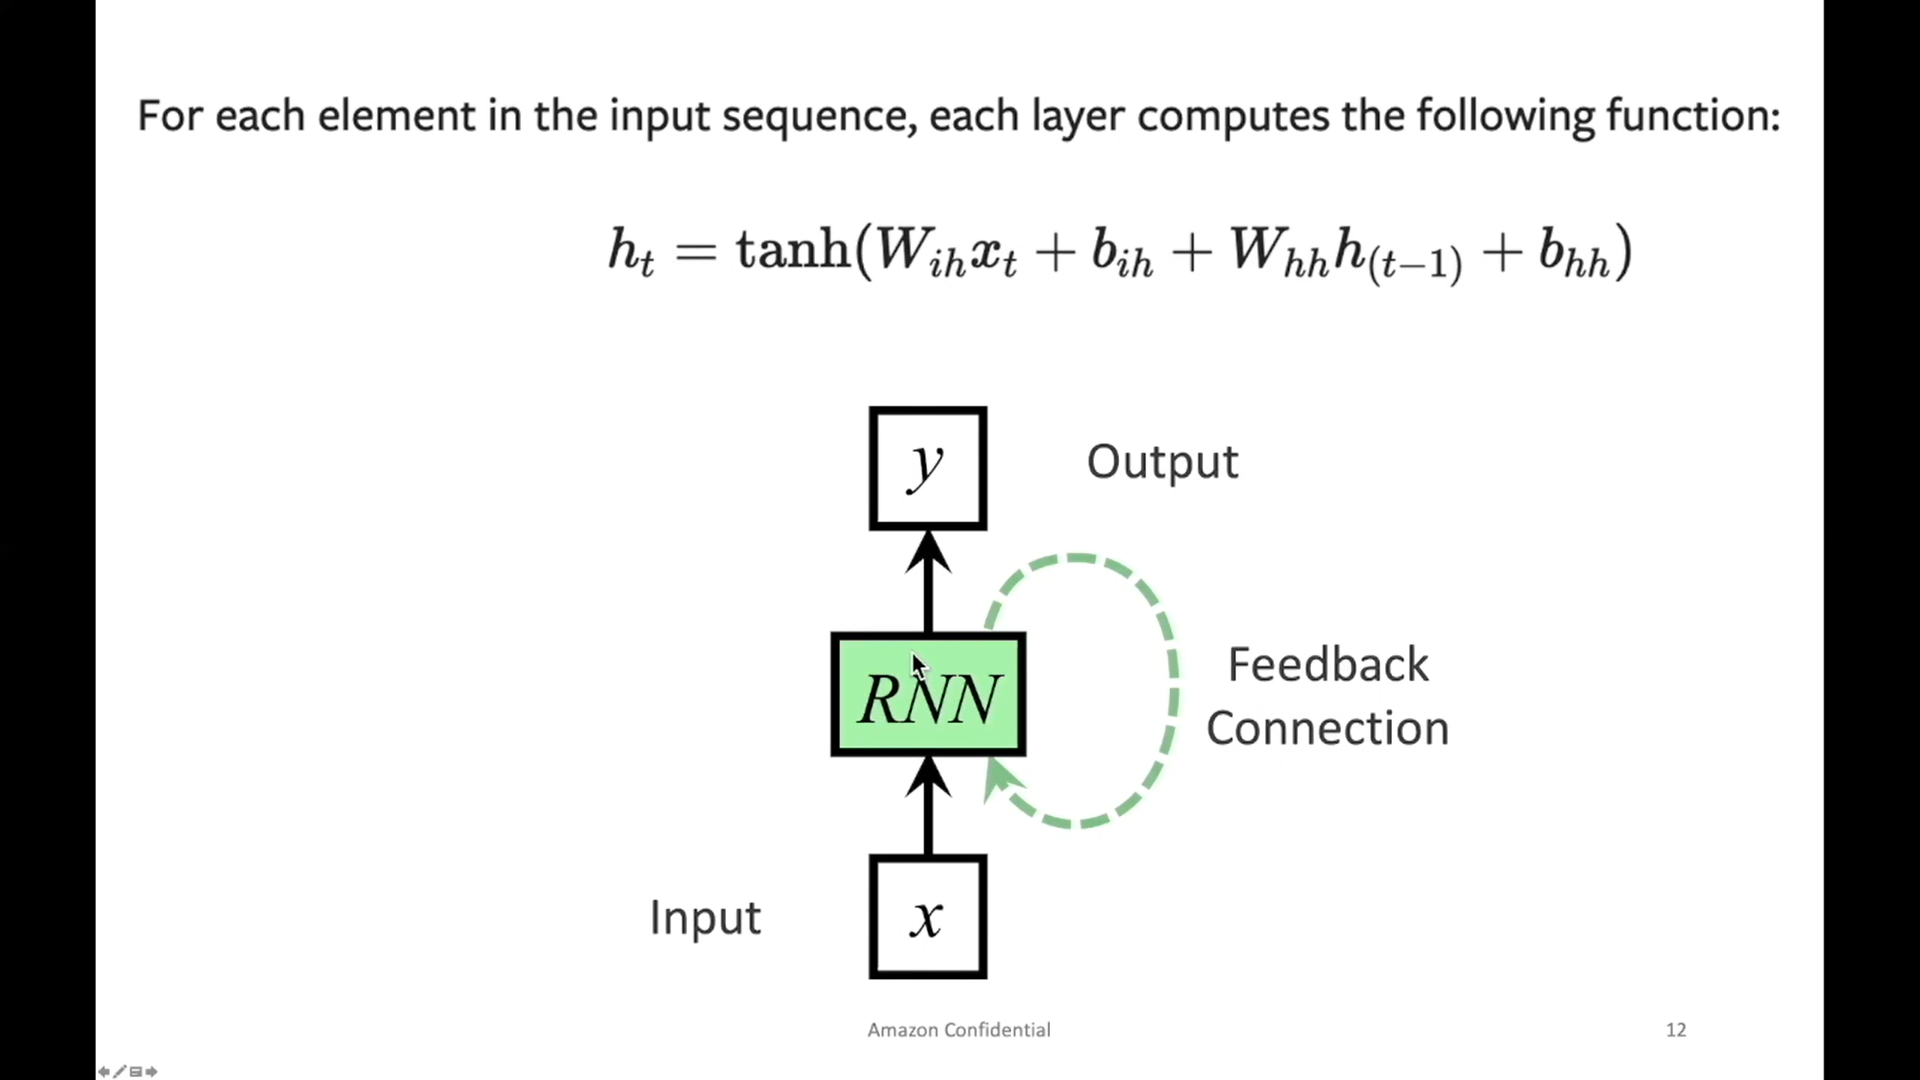 For each element in the input sequence, each layer computes the following function:
h_t = tanh(W_{ih}x_t + b_{ih} + W_{hh}h_{(t−1)} + b_{hh})
y
Output
RNN
Feedback
Connection
Input
x
Amazon Confidential
12